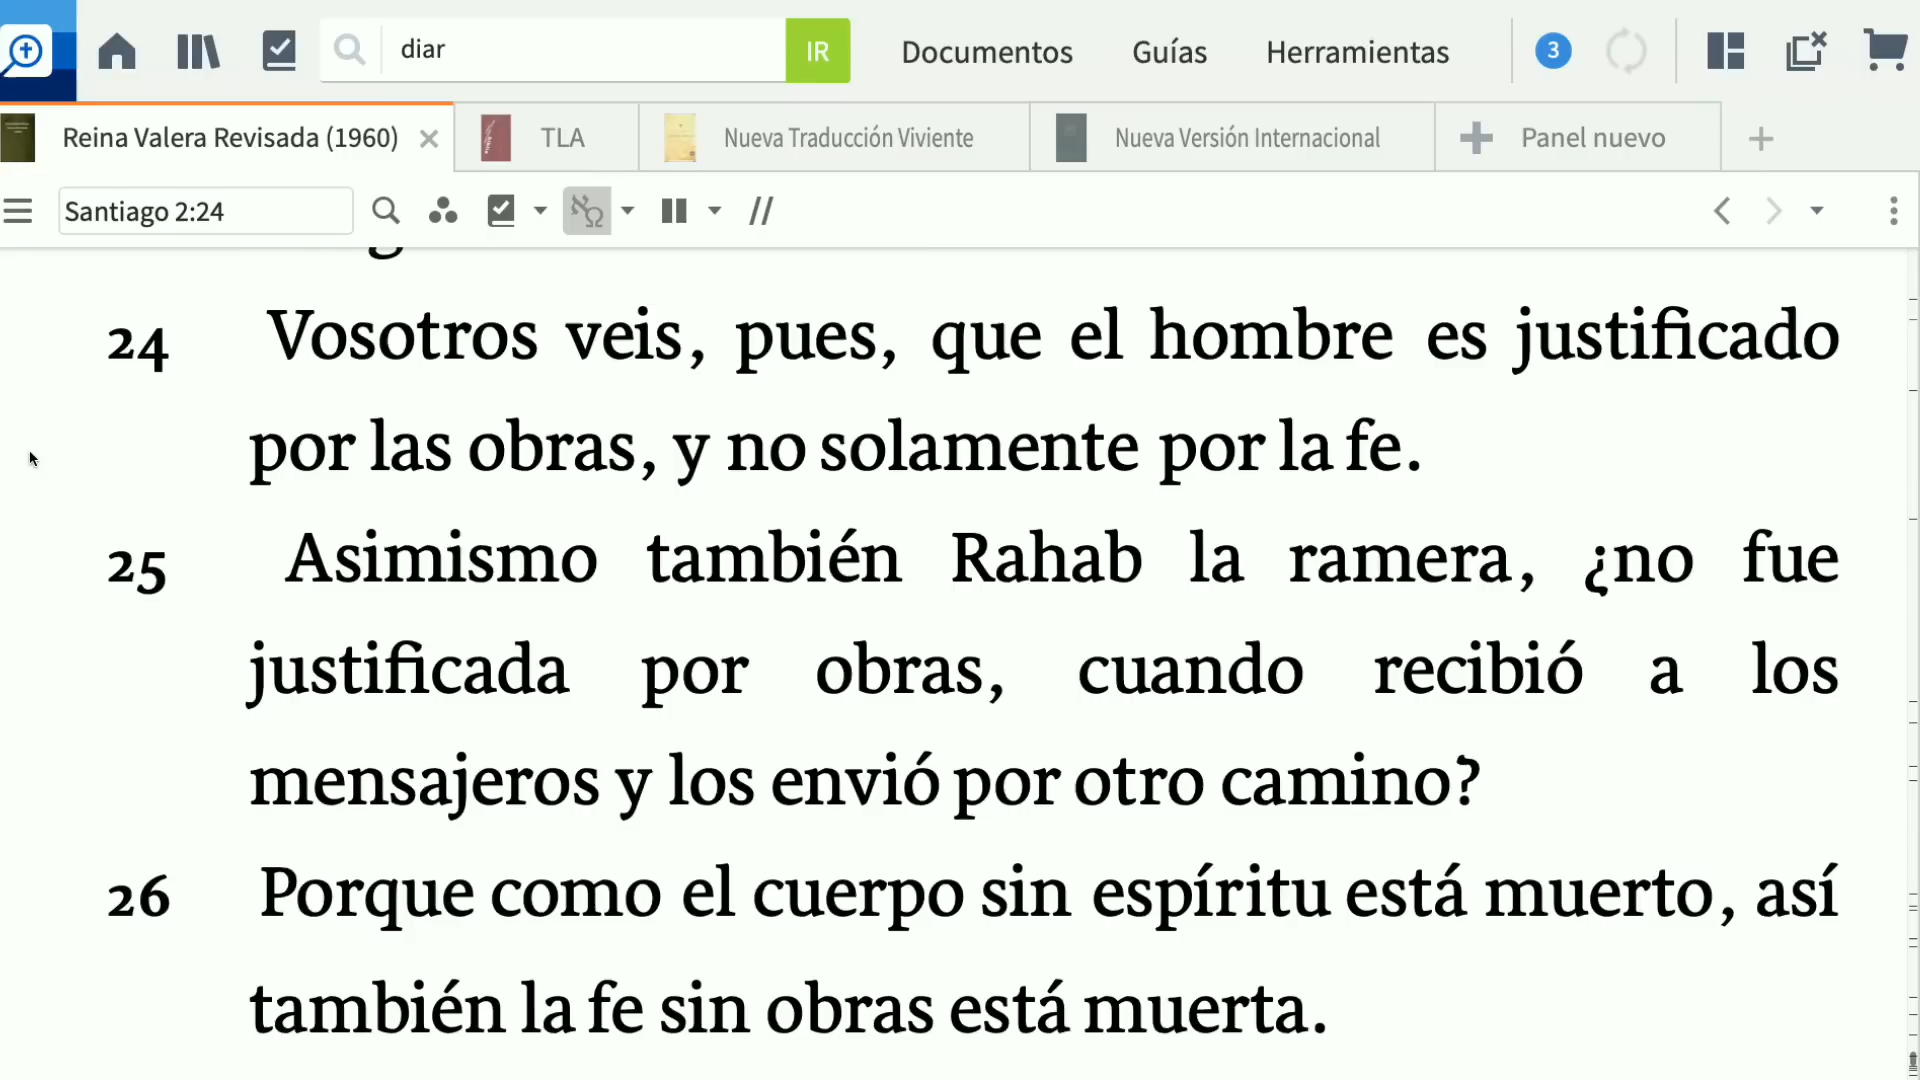 diar
IR
Documentos
Guías
Herramientas
3
Reina Valera Revisada (1960)
TLA
Nueva Traducción Viviente
Nueva Versión Internacional
Panel nuevo
Santiago 2:24
24 Vosotros veis, pues, que el hombre es justificado
por las obras, y no solamente por la fe.
25 Asimismo también Rahab la ramera, ¿no fue
justificada por obras, cuando recibió a los
mensajeros y los envió por otro camino?
26 Porque como el cuerpo sin espíritu está muerto, así
también la fe sin obras está muerta.